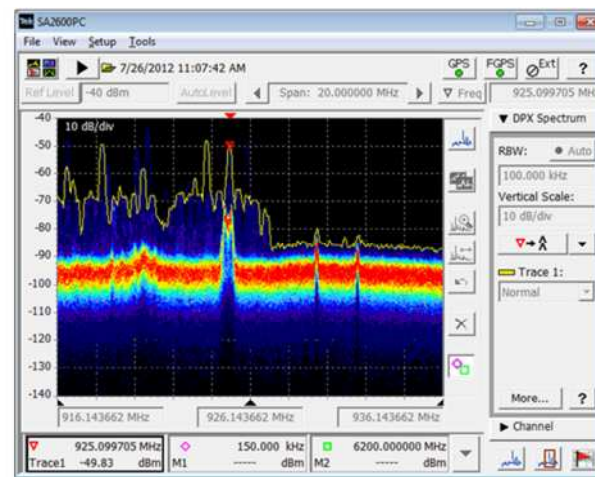 Tek SA2600PC
File View Setup Tools
7/26/2012 11:07:42 AM GPS FGPS Ext ?
Ref Level -40 dBm AutoLevel Span: 20.000000 MHz Freq 925.099705 MH
-40
10 dB/div
-50
-60
-70
-80
-90
-100
-110
-120
-130
-140
916.143662 MHz 926.143662 MHz 936.143662 MHz
DPX Spectrum
RBW: Auto
100.000 kHz
Vertical Scale:
10 dB/div
Trace 1:
Normal
More... ?
Channel
925.099705 MHz 150.000 kHz 6200.000000 MHz
Trace1 -49.83 dBm M1 ----- dBm M2 ----- dBm